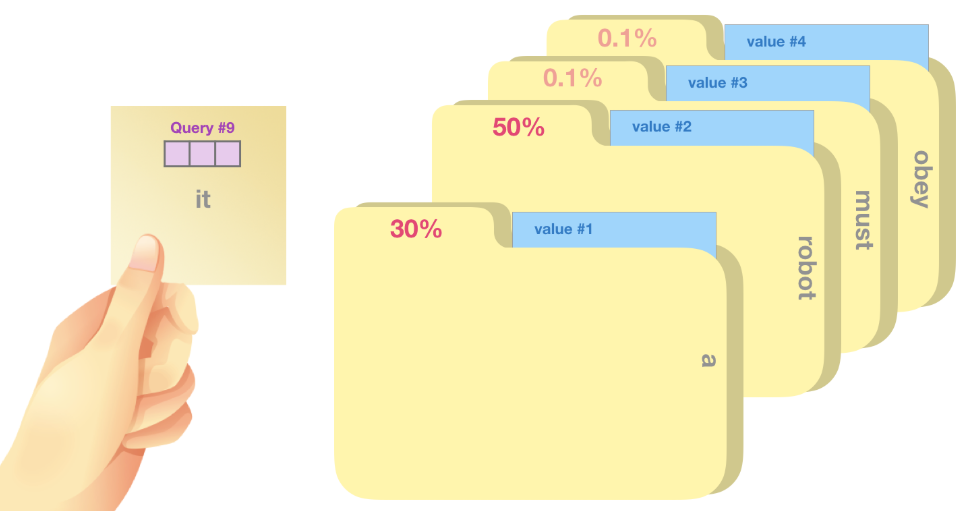 Query #9
it
0.1%
value #4
obey
0.1%
value #3
must
50%
value #2
robot
30%
value #1
a